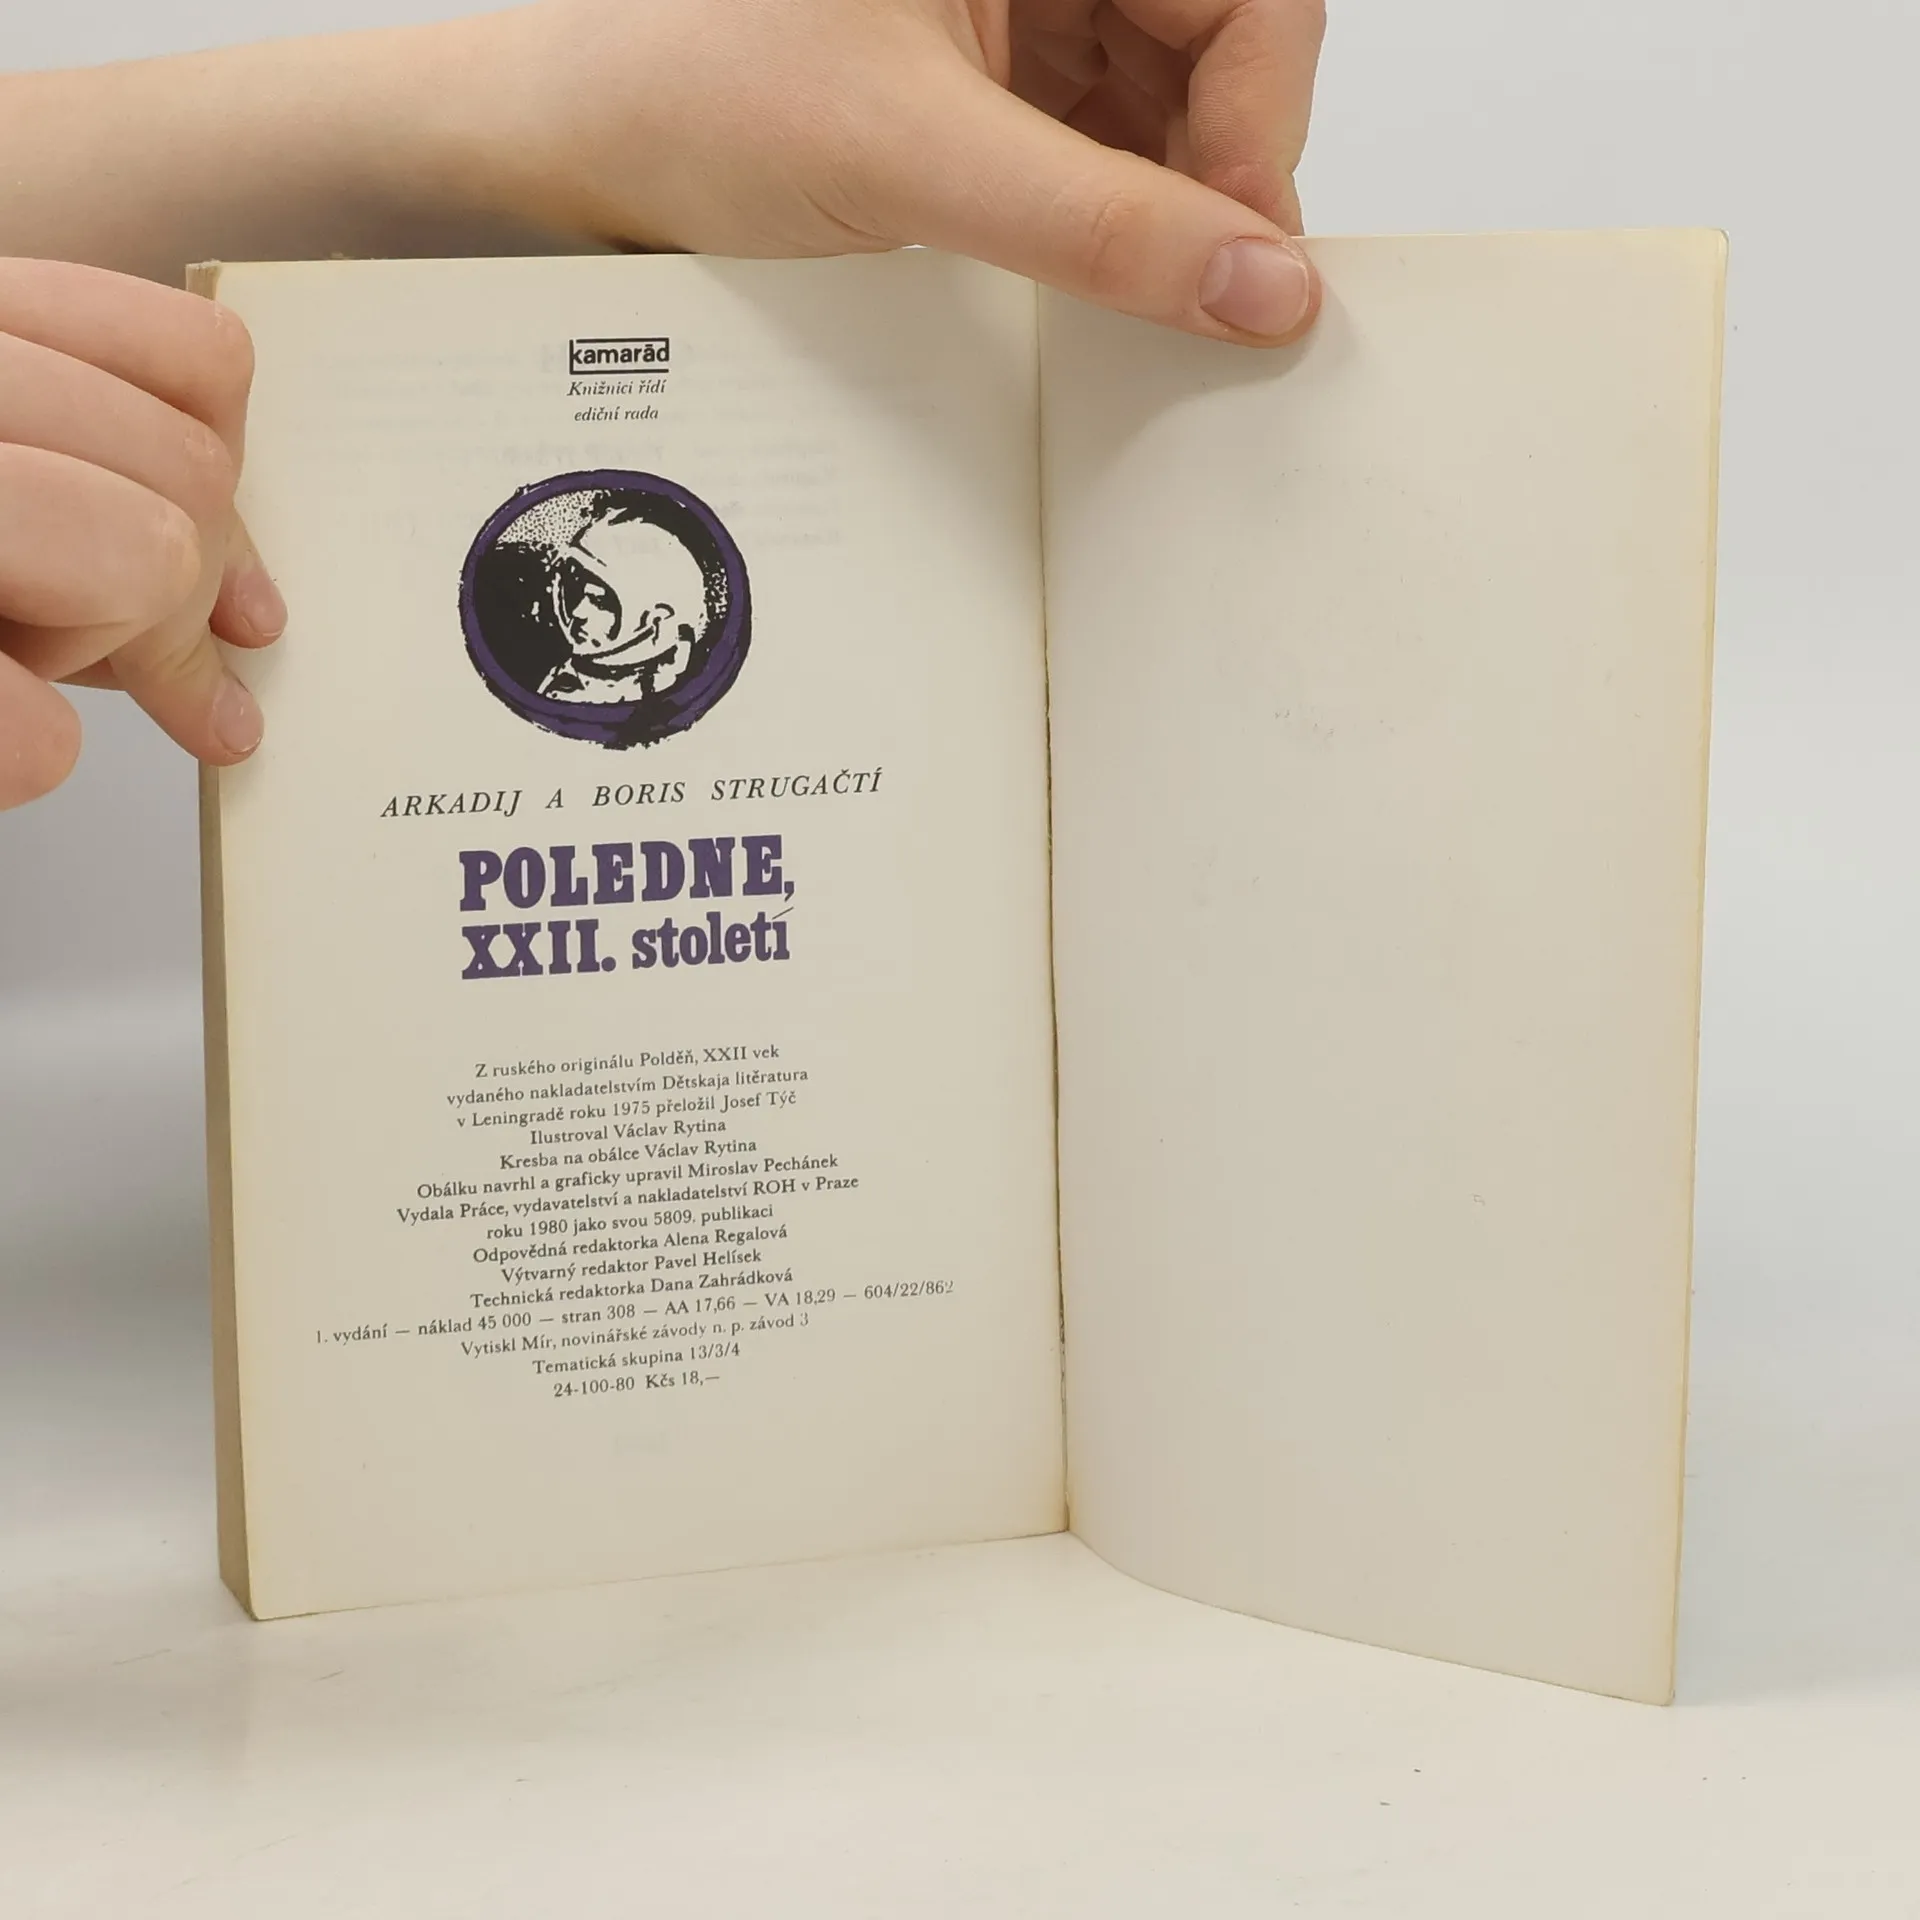 kamarād
Knižnici řídí
ediční rada
ARKADIJ A BORIS STRUGAČTÍ
POLEDNE,
XXII. století
Z ruského originálu Polděň, XXII vek
vydaného nakladatelstvím Dětskaja litěratura
v Leningradě roku 1975 přeložil Josef Týč
Ilustroval Václav Rytina
Kresba na obálce Václav Rytina
Obálku navrhl a graficky upravil Miroslav Pechánek
Vydala Práce, vydavatelství a nakladatelství ROH v Praze
roku 1980 jako svou 5809. publikaci
Odpovědná redaktorka Alena Regalová
Výtvarný redaktor Pavel Helísek
Technická redaktorka Dana Zahrádková
1. vydání — náklad 45 000 — stran 308 — AA 17,66 — VA 18,29 — 604/22/862
Vytiskl Mír, novinářské závody n. p. závod 3
Tematická skupina 13/3/4
24-100-80 Kčs 18,—